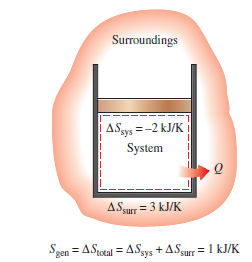 Surroundings
ΔSsys = −2 kJ/K
System
Q
ΔSsurr = 3 kJ/K
Sgen = ΔStotal = ΔSsys + ΔSsurr = 1 kJ/K